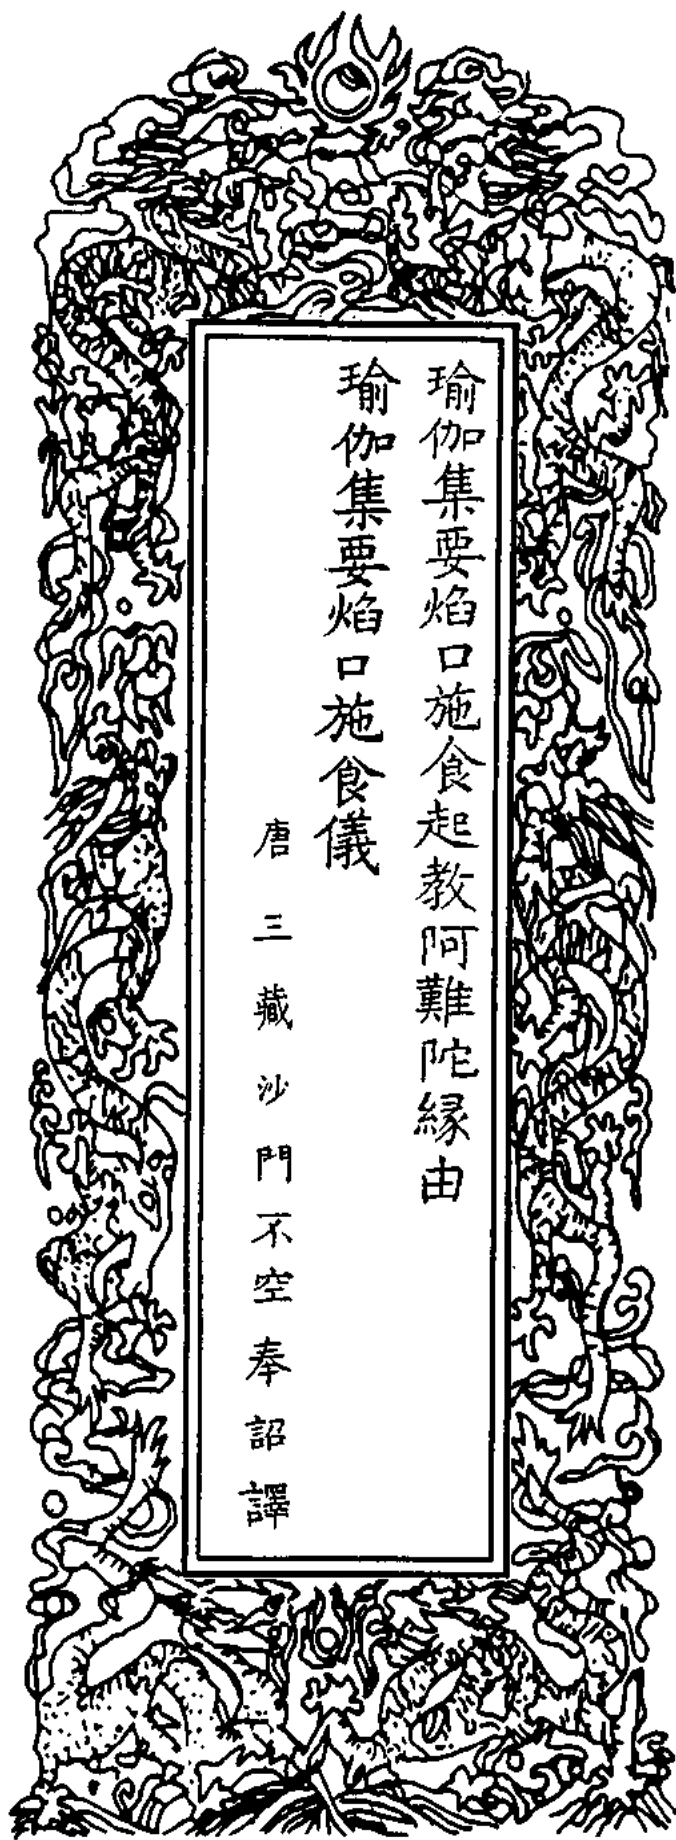 瑜伽集要焰口施食起教阿難陀緣由
瑜伽集要焰口施食儀
唐三藏沙門不空奉詔譯